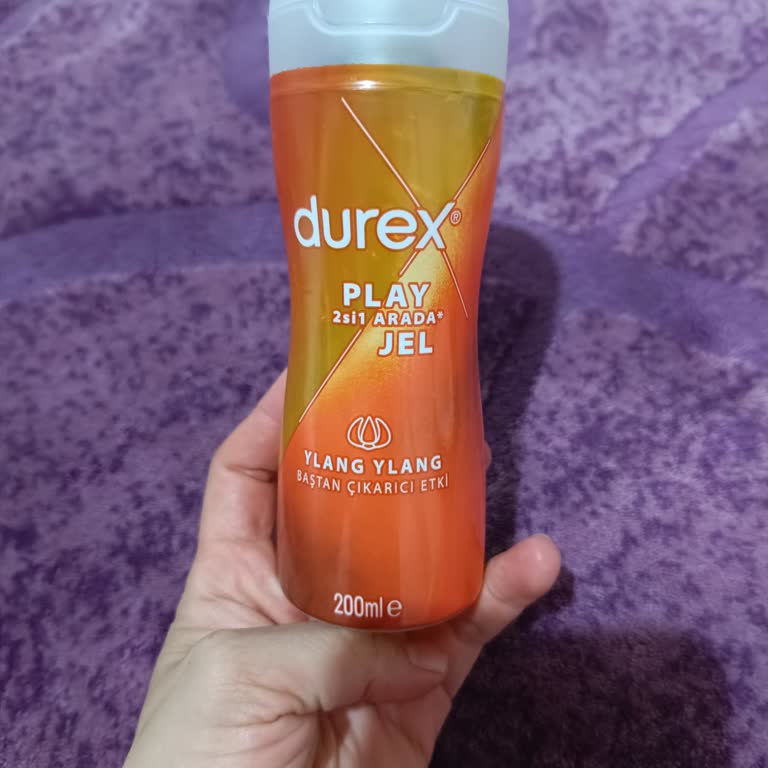 durex®
PLAY
2si1 ARADA*
JEL
YLANG YLANG
BAŞTAN ÇIKARICI ETKİ
200ml e